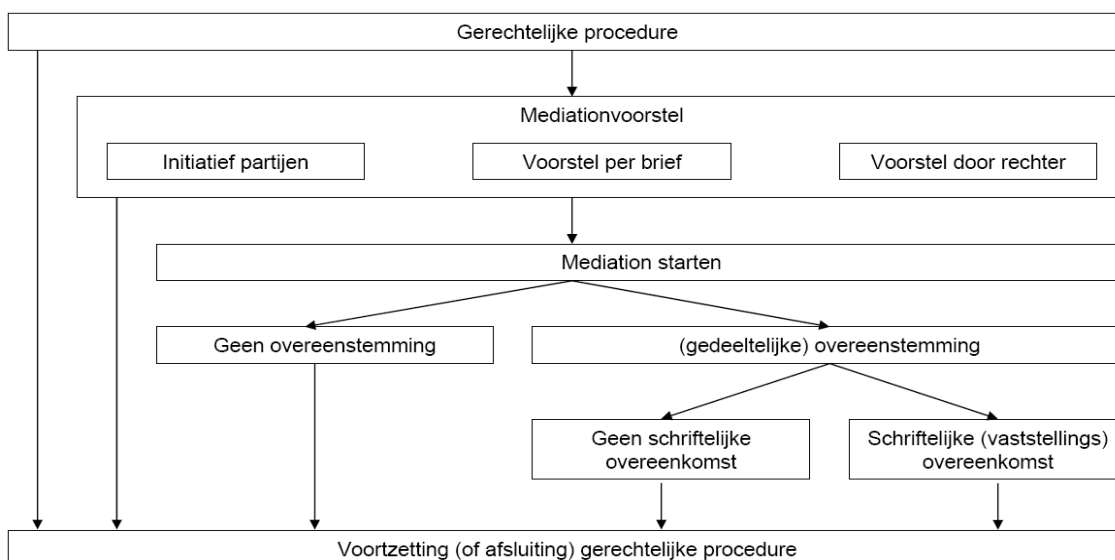 Gerechtelijke procedure
Mediationvoorstel
Initiatief partijen
Voorstel per brief
Voorstel door rechter
Mediation starten
Geen overeenstemming
(gedeeltelijke) overeenstemming
Geen schriftelijke
overeenkomst
Schriftelijke (vaststellings)
overeenkomst
Voortzetting (of afsluiting) gerechtelijke procedure